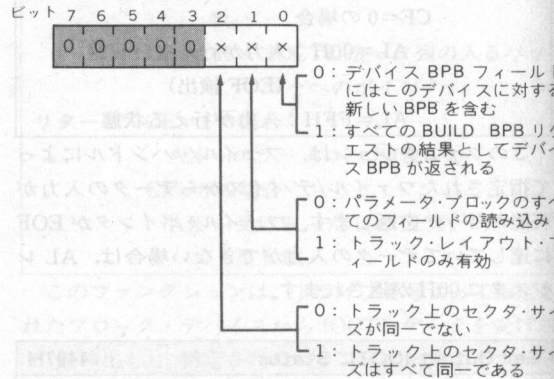 ビット 7 6 5 4 3 2 1 0
0 0 0 0 0 × × ×
0：デバイス BPB フィールド
にはこのデバイスに対する
新しい BPB を含む
1：すべての BUILD BPB リク
エストの結果としてデバイ
ス BPB が返される
0：パラメータ・ブロックのすべ
てのフィールドの読み込み
1：トラック・レイアウト・フ
ィールドのみ有効
0：トラック上のセクタ・サイ
ズが同一でない
1：トラック上のセクタ・サイ
ズはすべて同一である